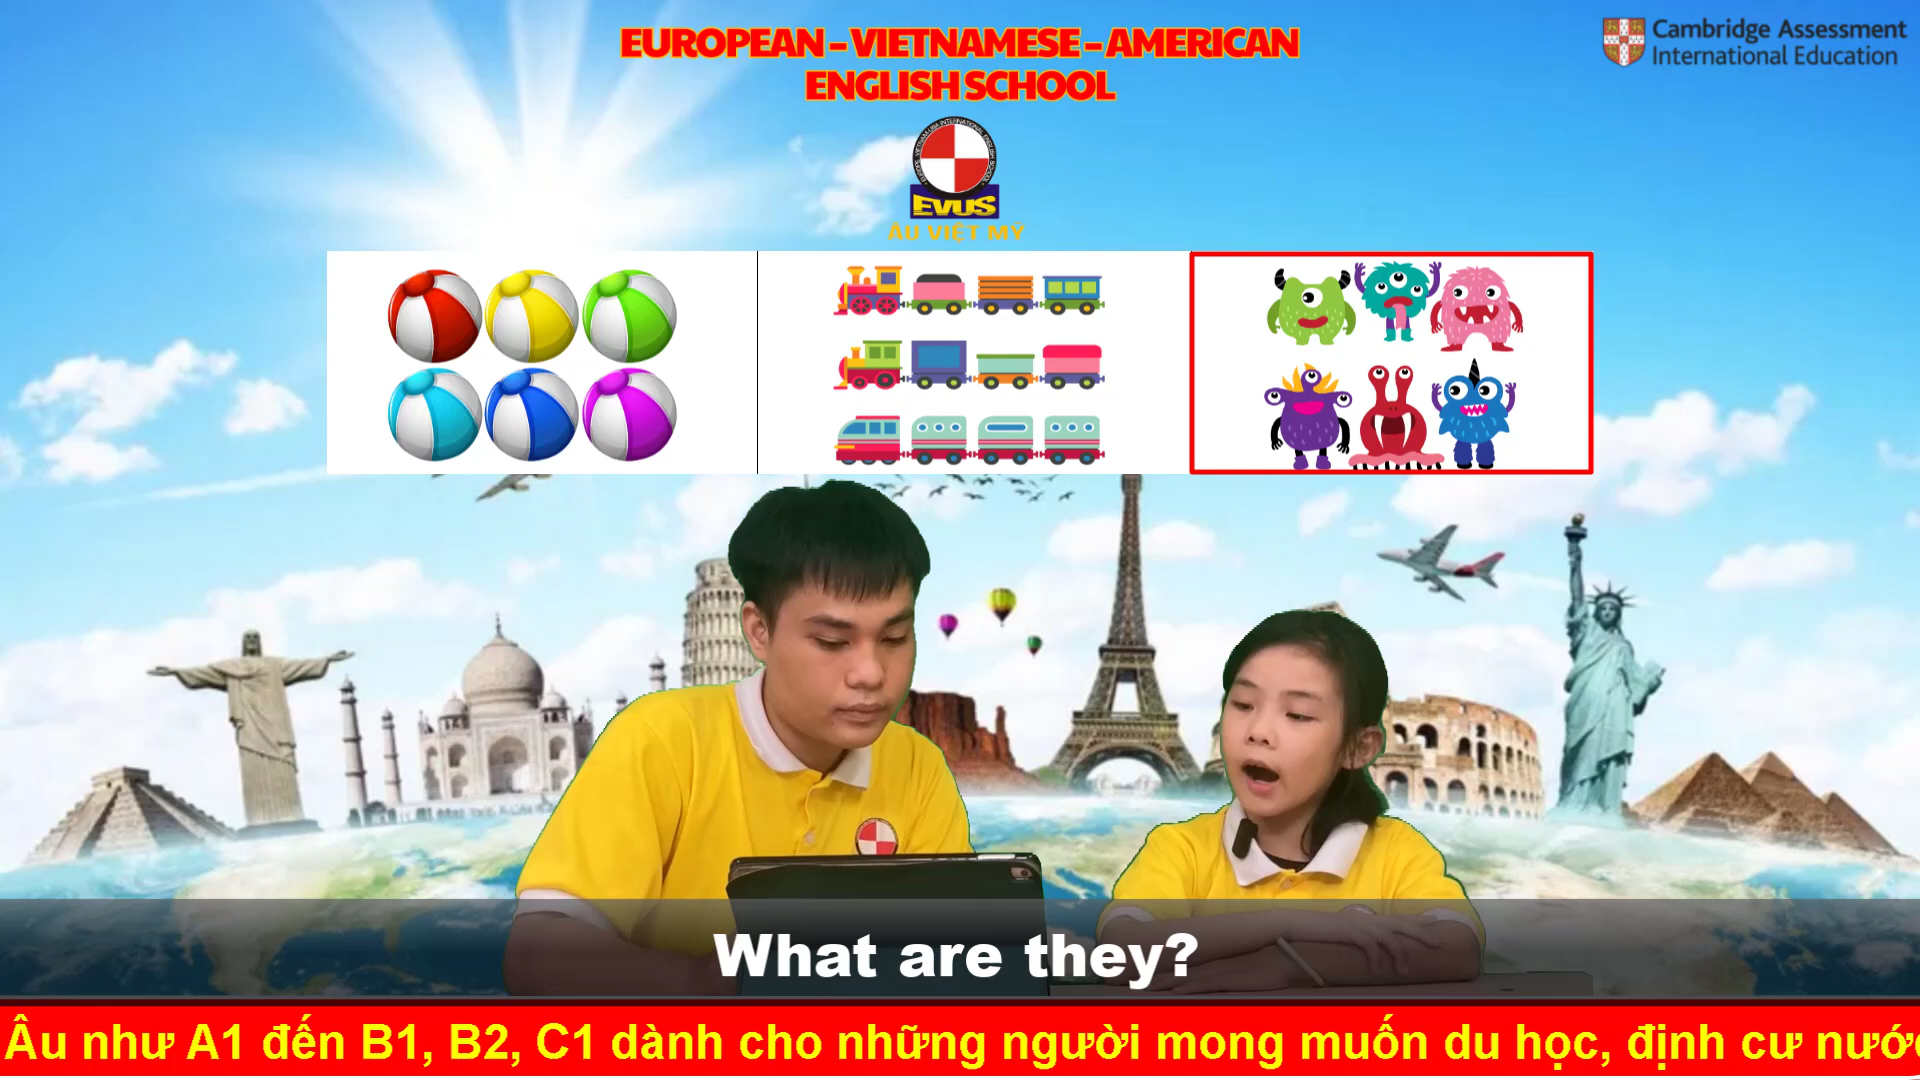 EUROPEAN - VIETNAMESE - AMERICAN
ENGLISH SCHOOL
Cambridge Assessment
International Education
EVUS
ÂU VIỆT MỸ
What are they?
Âu như A1 đến B1, B2, C1 dành cho những người mong muốn du học, định cư nước